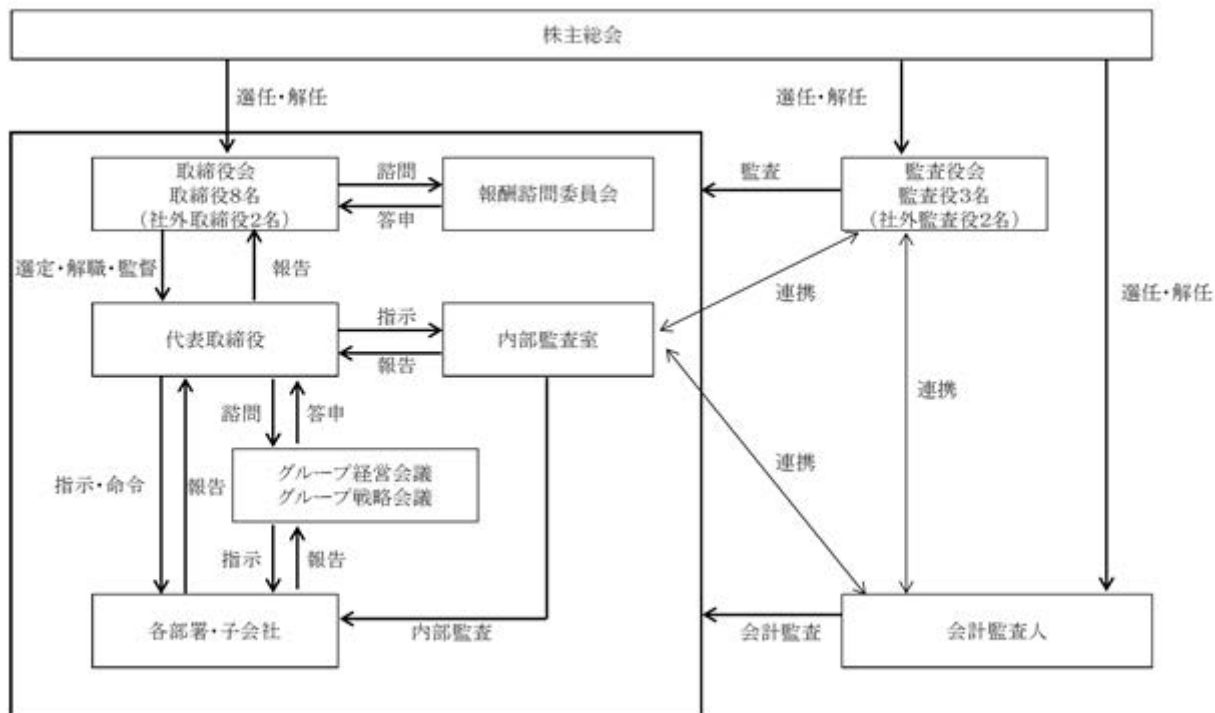 株主総会
選任・解任
選任・解任
取締役会
取締役8名
(社外取締役2名)
諮問
答申
報酬諮問委員会
監査
監査役会
監査役3名
(社外監査役2名)
選定・解職・監督
報告
連携
選任・解任
代表取締役
指示
報告
内部監査室
諮問
答申
連携
連携
グループ経営会議
グループ戦略会議
指示・命令
報告
指示
報告
各部署・子会社
内部監査
会計監査
会計監査人